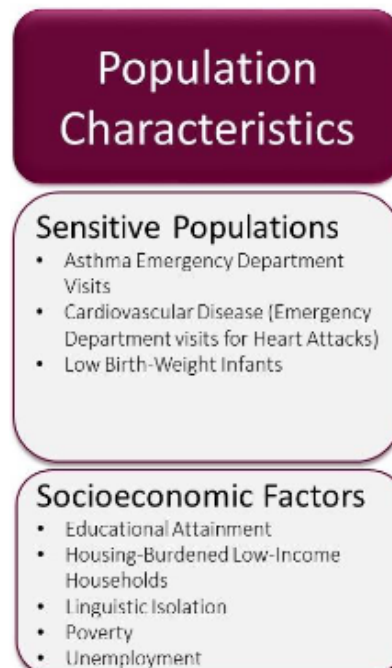 Population
Characteristics
Sensitive Populations
• Asthma Emergency Department
Visits
• Cardiovascular Disease (Emergency
Department visits for Heart Attacks)
• Low Birth-Weight Infants
Socioeconomic Factors
• Educational Attainment
• Housing-Burdened Low-Income
Households
• Linguistic Isolation
• Poverty
• Unemployment